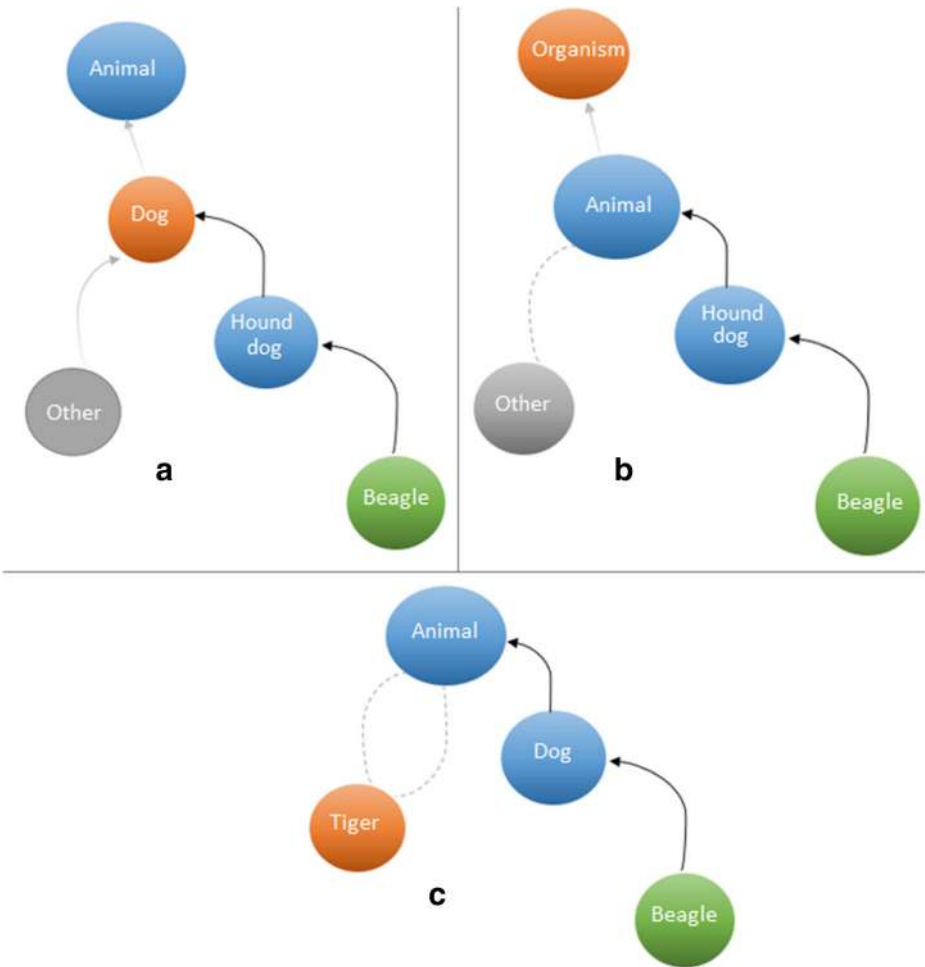 Animal
Dog
Hound
dog
Other
Beagle
a
Organism
Animal
Hound
dog
Other
Beagle
b
Animal
Dog
Tiger
Beagle
c